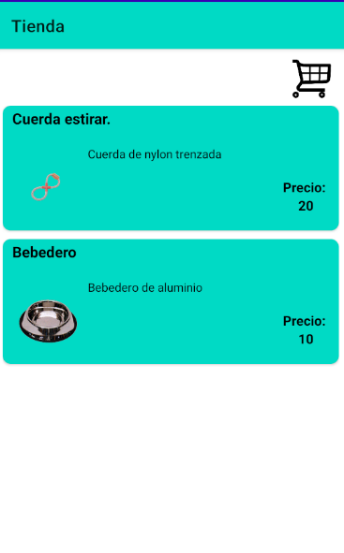 Tienda
Cuerda estirar.
Cuerda de nylon trenzada
Precio:
20
Bebedero
Bebedero de aluminio
Precio:
10